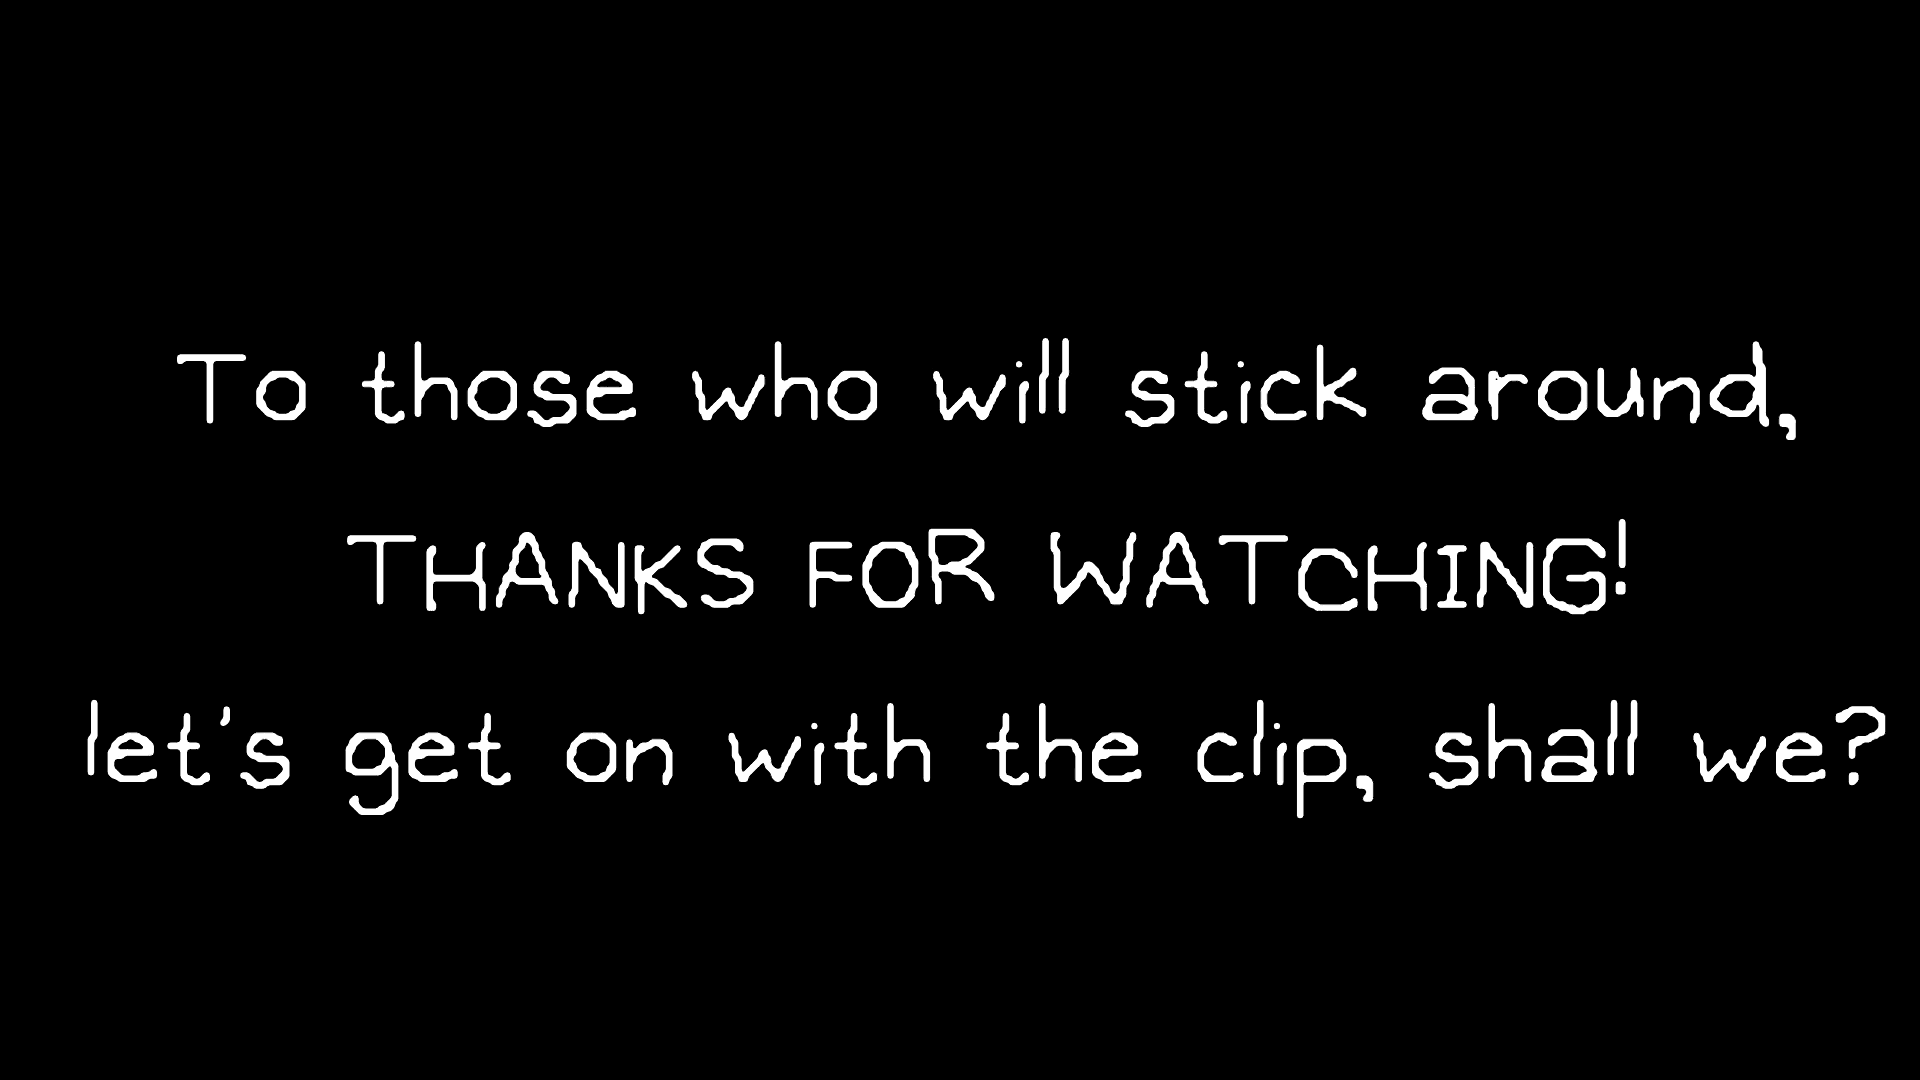 To those who will stick around,
THANKS FOR WATCHING!
let's get on with the clip, shall we?